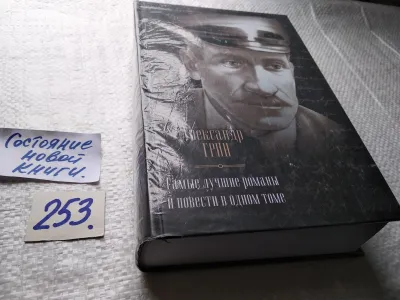 Состояние
новой
книги.
253.
Александр
ГРИН
Самые лучшие романы
и повести в одном томе